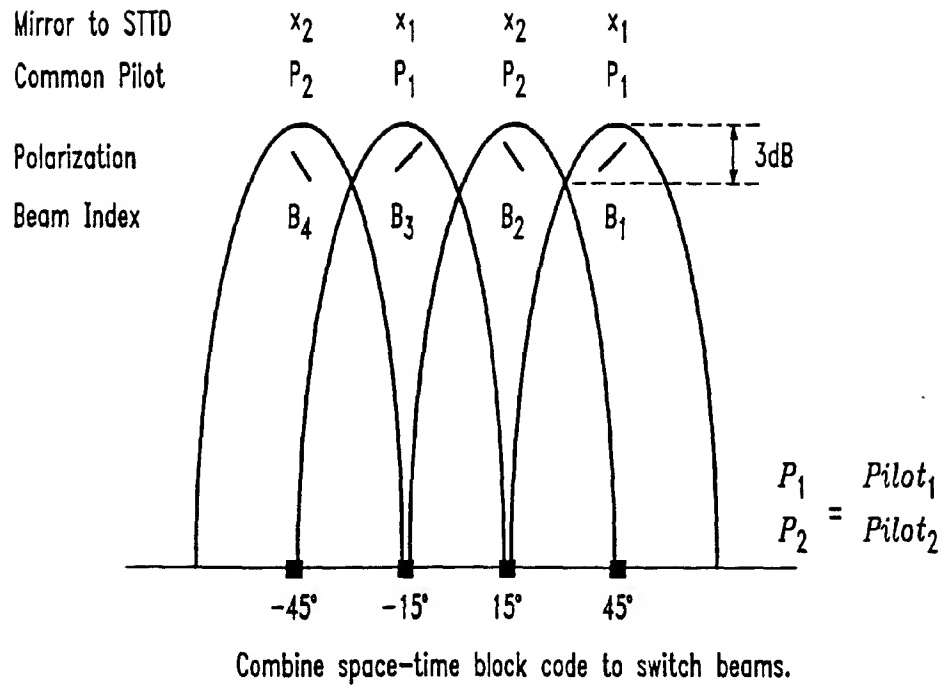 Mirror to STTD x₂ x₁ x₂ x₁
Common Pilot P₂ P₁ P₂ P₁
Polarization 3dB
Beam Index B₄ B₃ B₂ B₁
P₁ = Pilot₁
P₂ Pilot₂
-45° -15° 15° 45°
Combine space-time block code to switch beams.